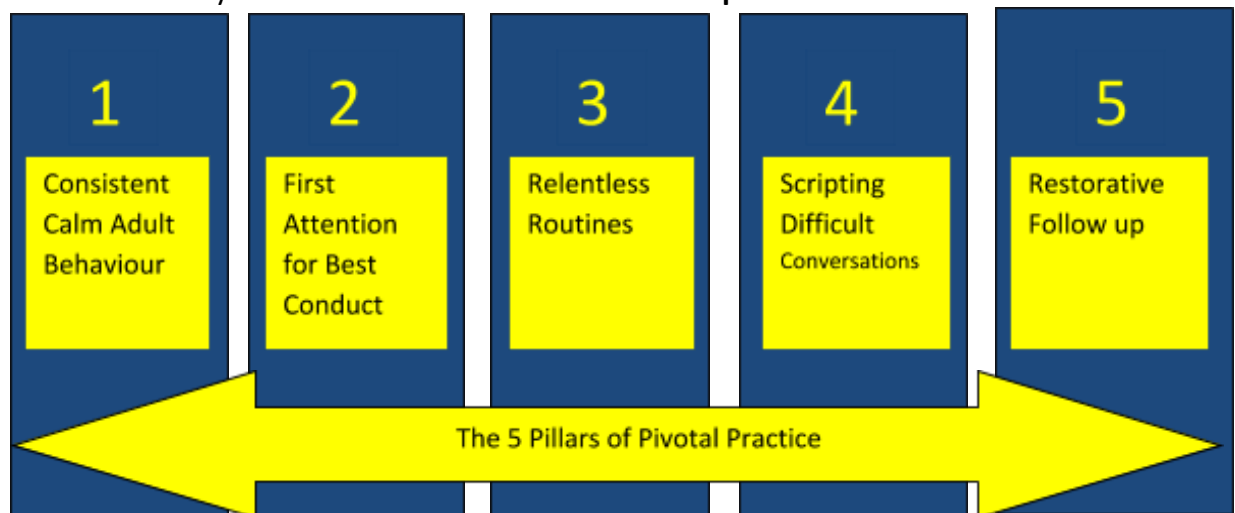 1
Consistent
Calm Adult
Behaviour
2
First
Attention
for Best
Conduct
3
Relentless
Routines
4
Scripting
Difficult
Conversations
5
Restorative
Follow up
The 5 Pillars of Pivotal Practice